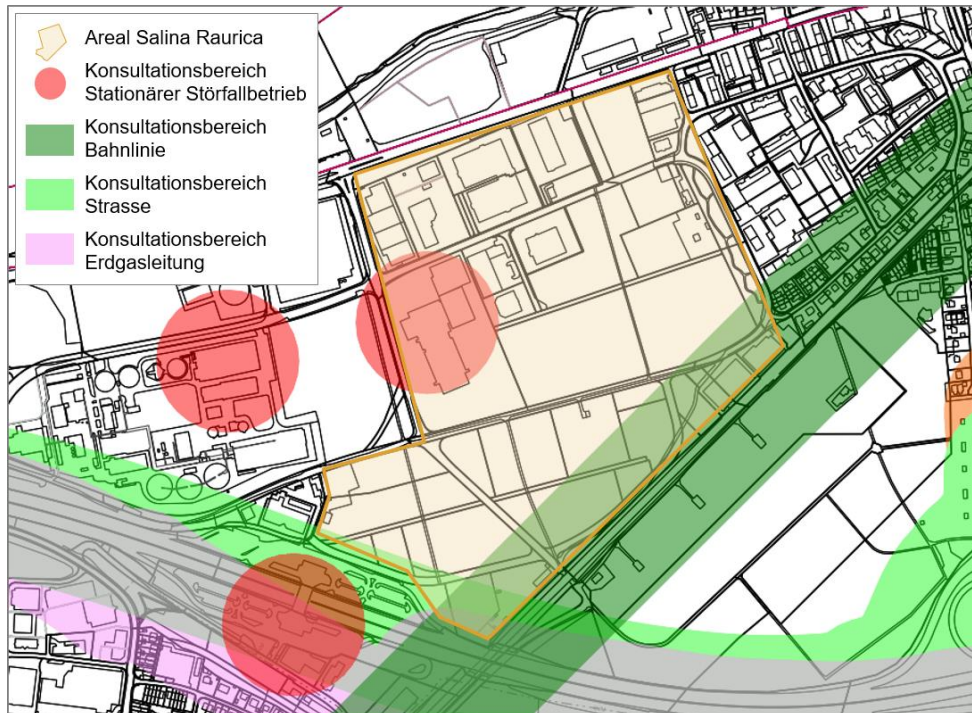 Areal Salina Raurica
Konsultationsbereich
Stationärer Störfallbetrieb
Konsultationsbereich
Bahnlinie
Konsultationsbereich
Strasse
Konsultationsbereich
Erdgasleitung